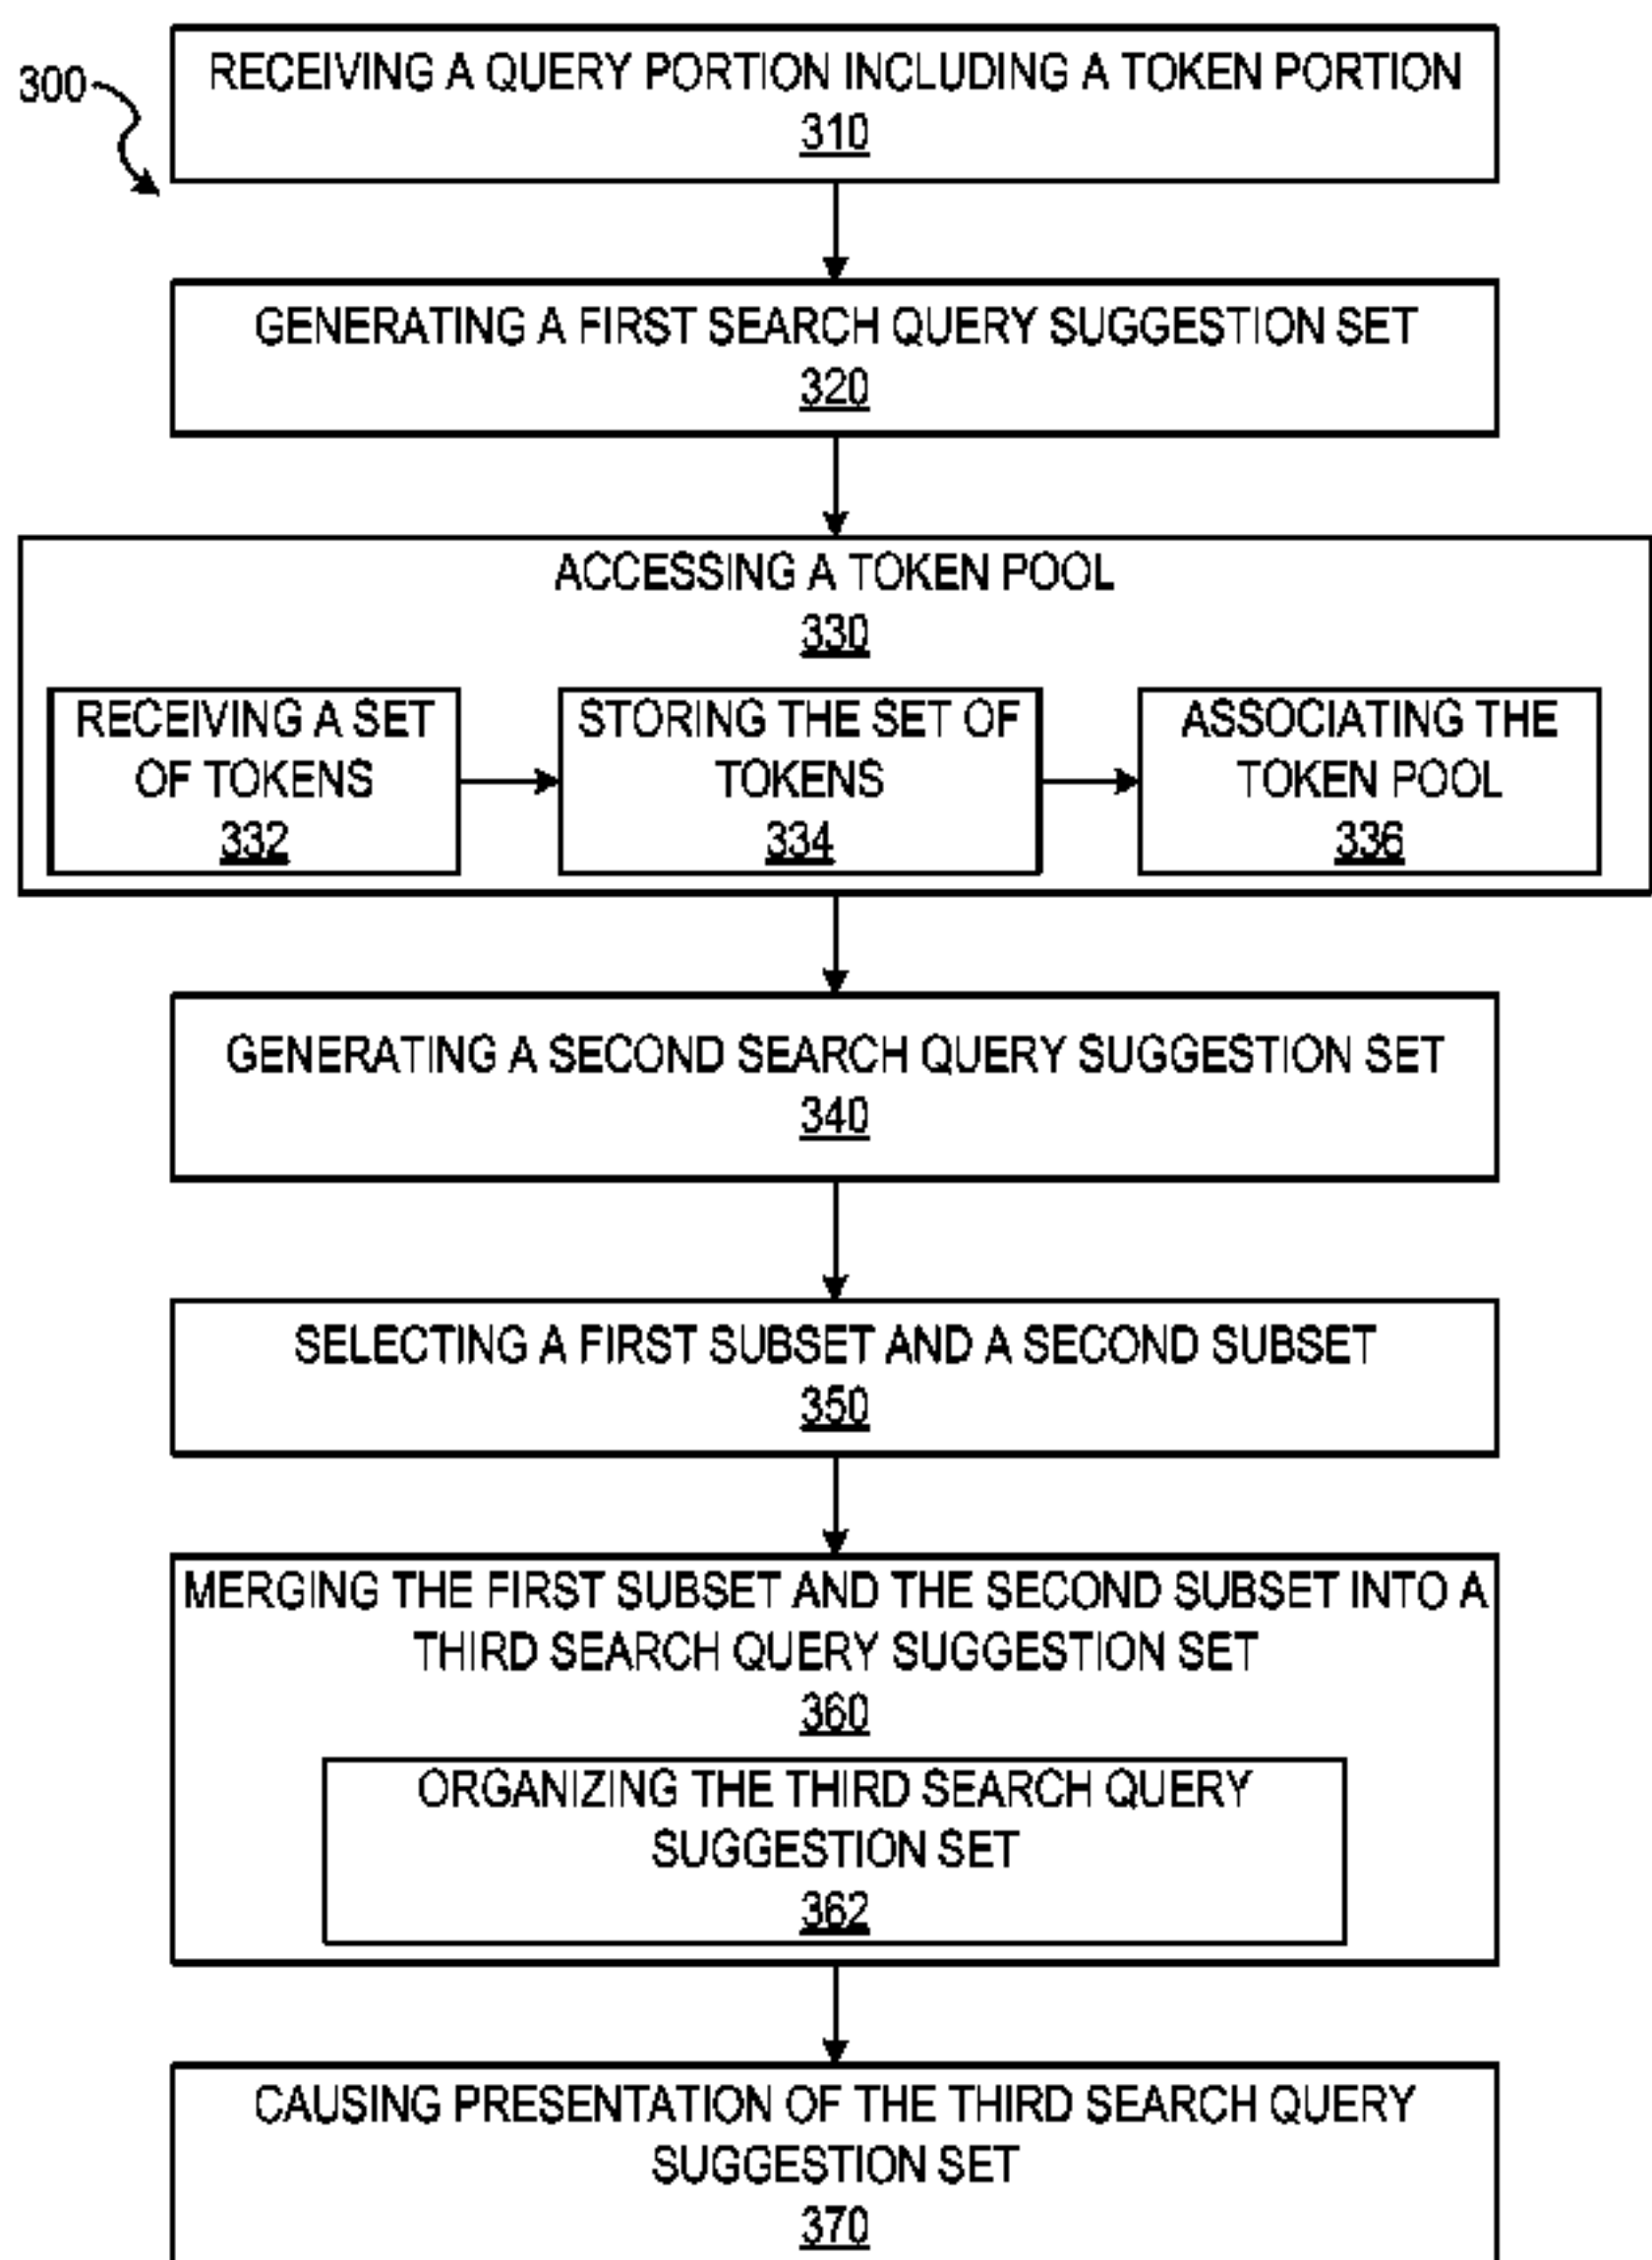 300
RECEIVING A QUERY PORTION INCLUDING A TOKEN PORTION
310
GENERATING A FIRST SEARCH QUERY SUGGESTION SET
320
ACCESSING A TOKEN POOL
330
RECEIVING A SET
OF TOKENS
332
STORING THE SET OF
TOKENS
334
ASSOCIATING THE
TOKEN POOL
336
GENERATING A SECOND SEARCH QUERY SUGGESTION SET
340
SELECTING A FIRST SUBSET AND A SECOND SUBSET
350
MERGING THE FIRST SUBSET AND THE SECOND SUBSET INTO A
THIRD SEARCH QUERY SUGGESTION SET
360
ORGANIZING THE THIRD SEARCH QUERY
SUGGESTION SET
362
CAUSING PRESENTATION OF THE THIRD SEARCH QUERY
SUGGESTION SET
370